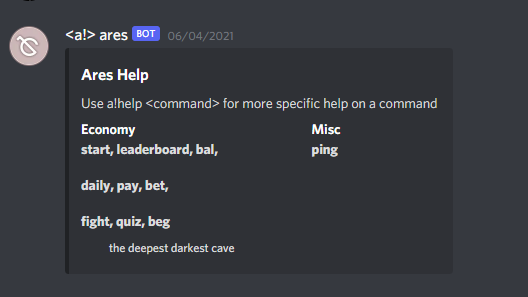 <a!> ares BOT 06/04/2021
Ares Help
Use a!help <command> for more specific help on a command
Economy Misc
start, leaderboard, bal, ping
daily, pay, bet,
fight, quiz, beg
the deepest darkest cave